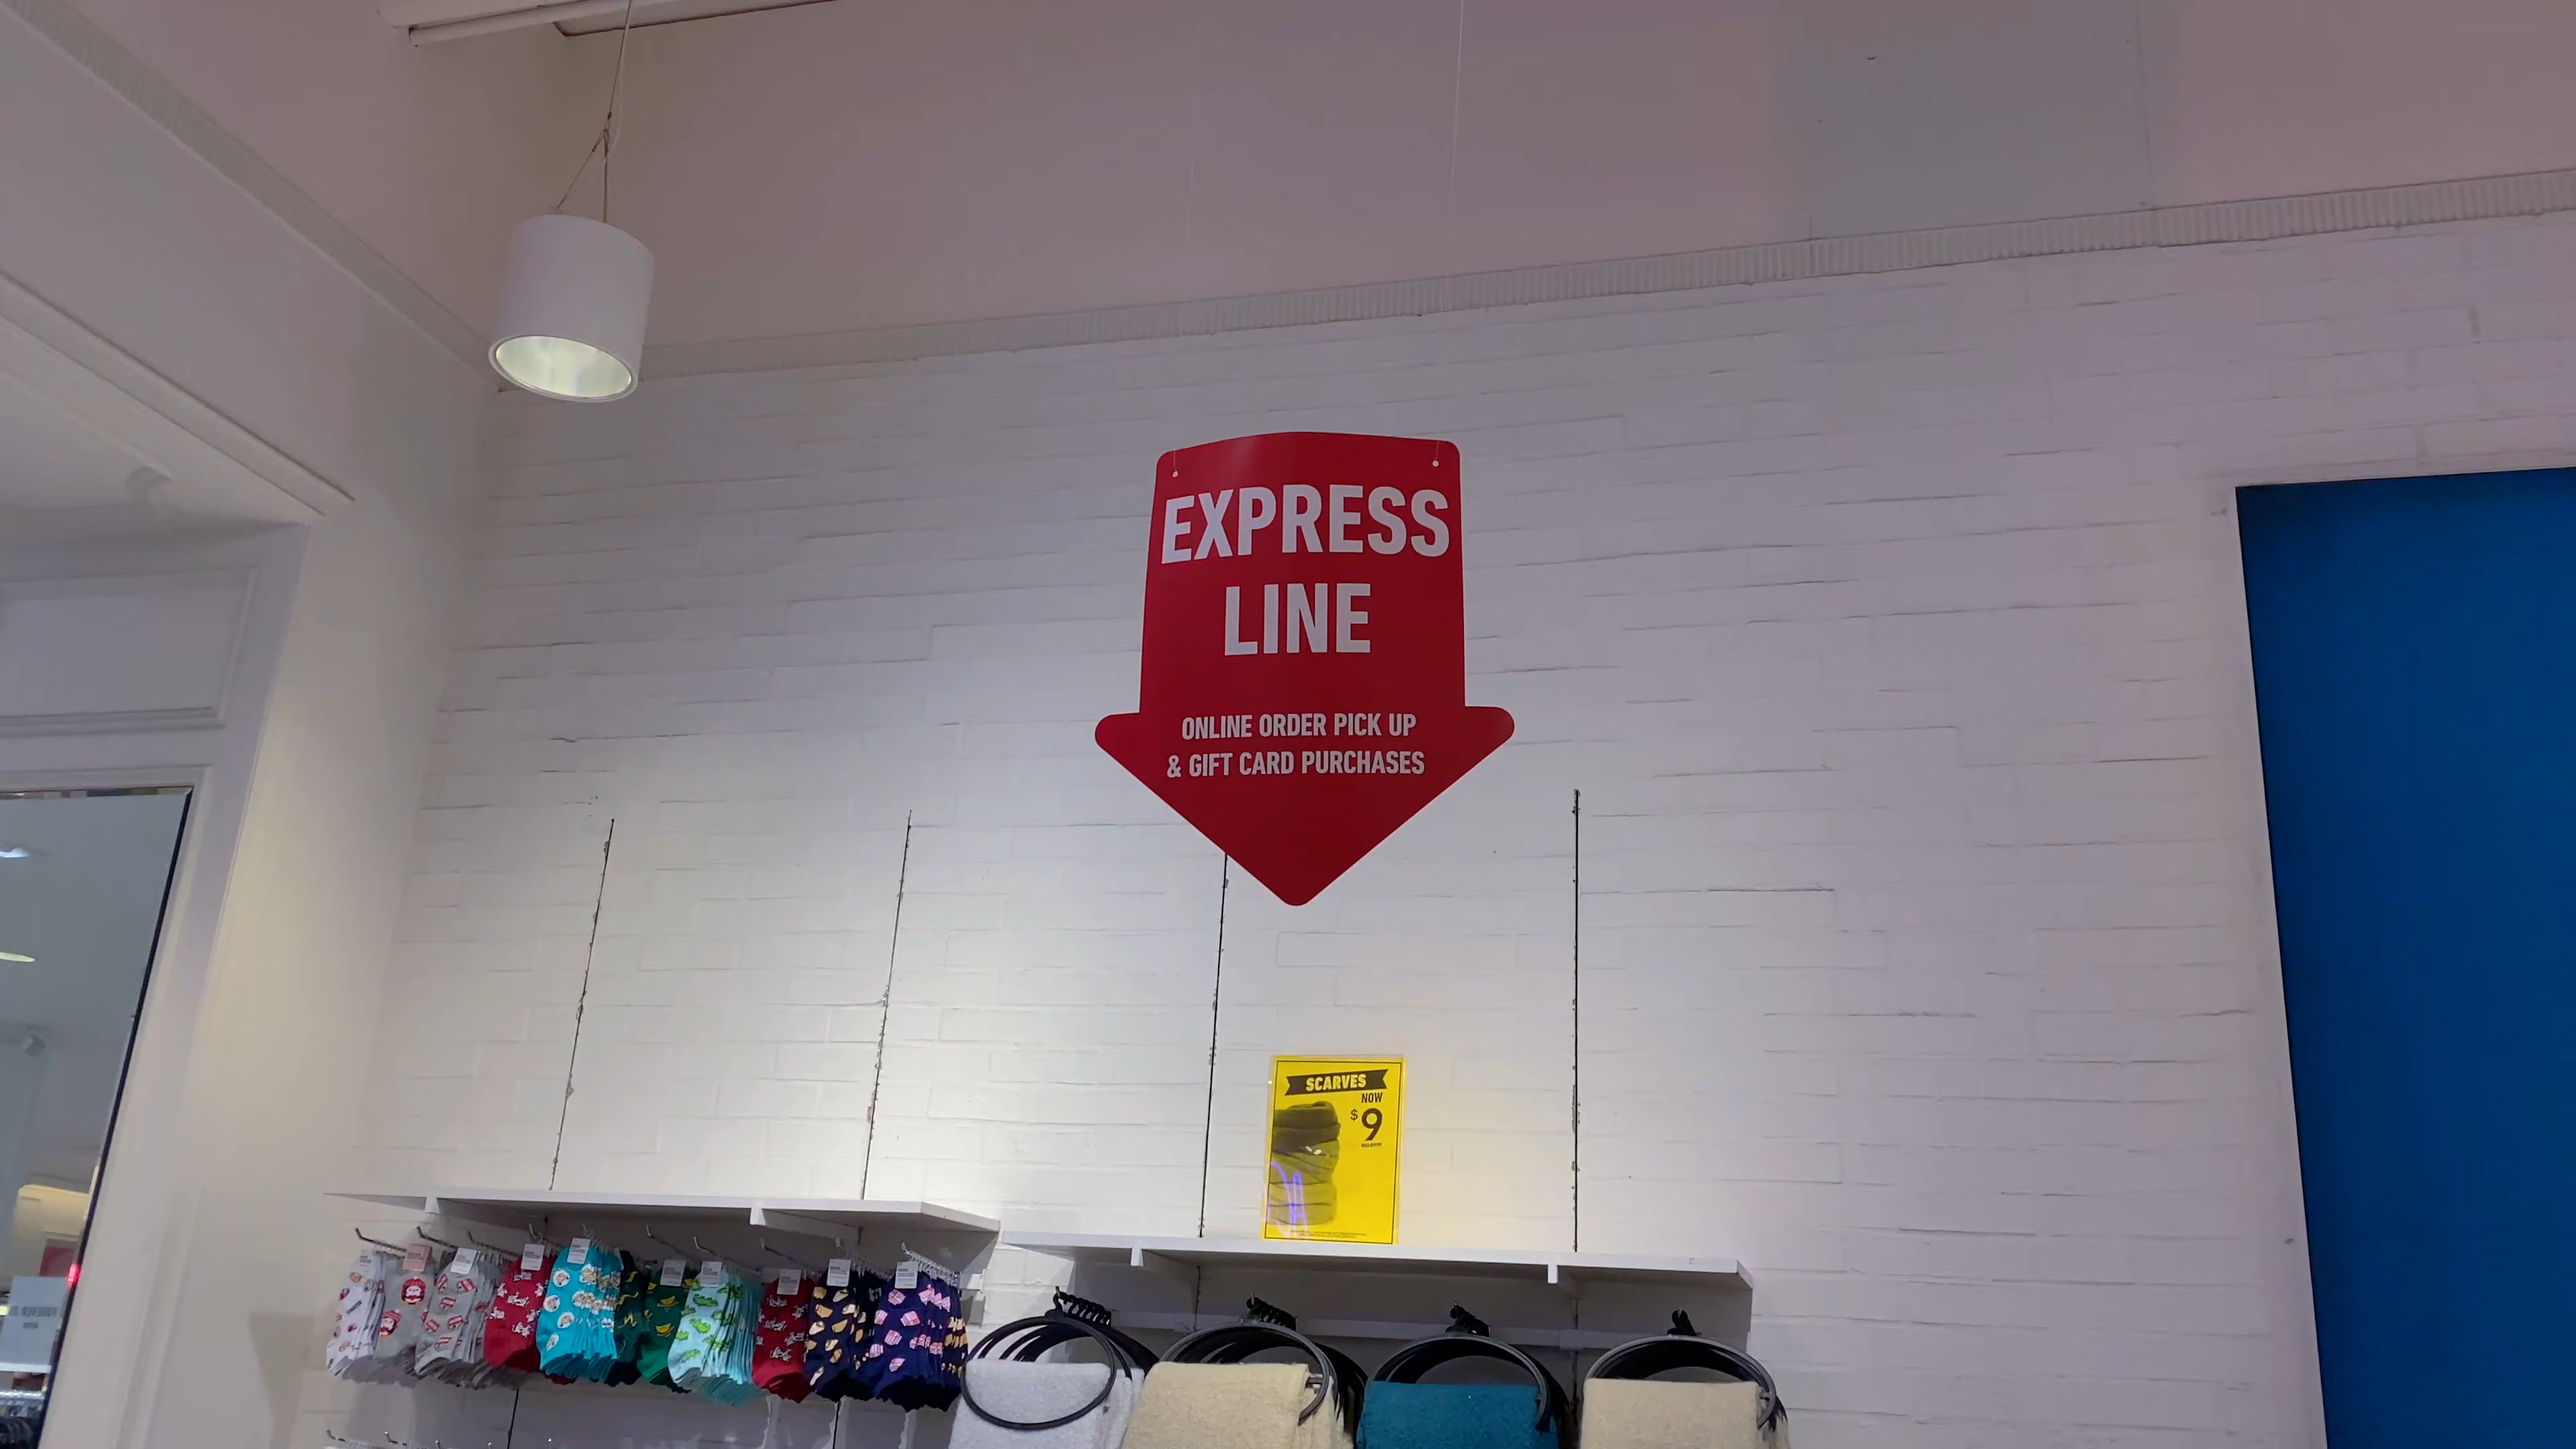 EXPRESS
LINE
ONLINE ORDER PICK UP
& GIFT CARD PURCHASES
SCARVES
NOW
$9